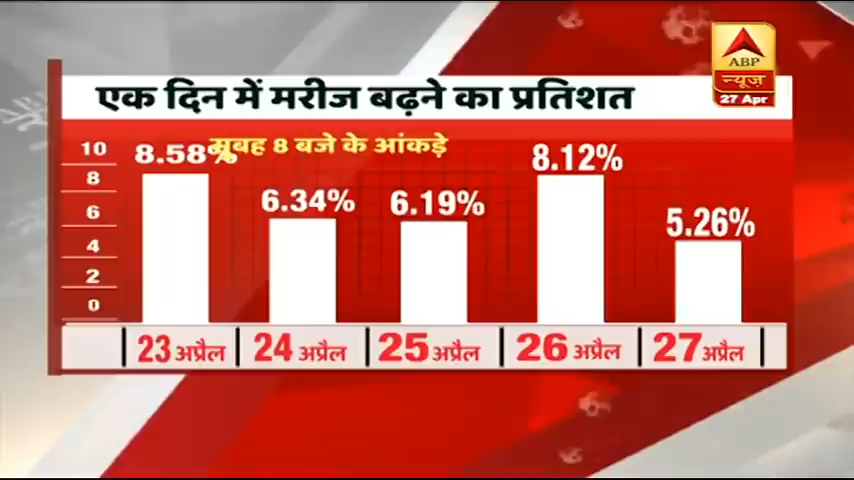 ABP
न्यूज़
27 Apr
एक दिन में मरीज बढ़ने का प्रतिशत
सुबह 8 बजे के आंकड़े
10
8
6
4
2
0
8.58%
6.34%
6.19%
8.12%
5.26%
23 अप्रैल
24 अप्रैल
25 अप्रैल
26 अप्रैल
27 अप्रैल